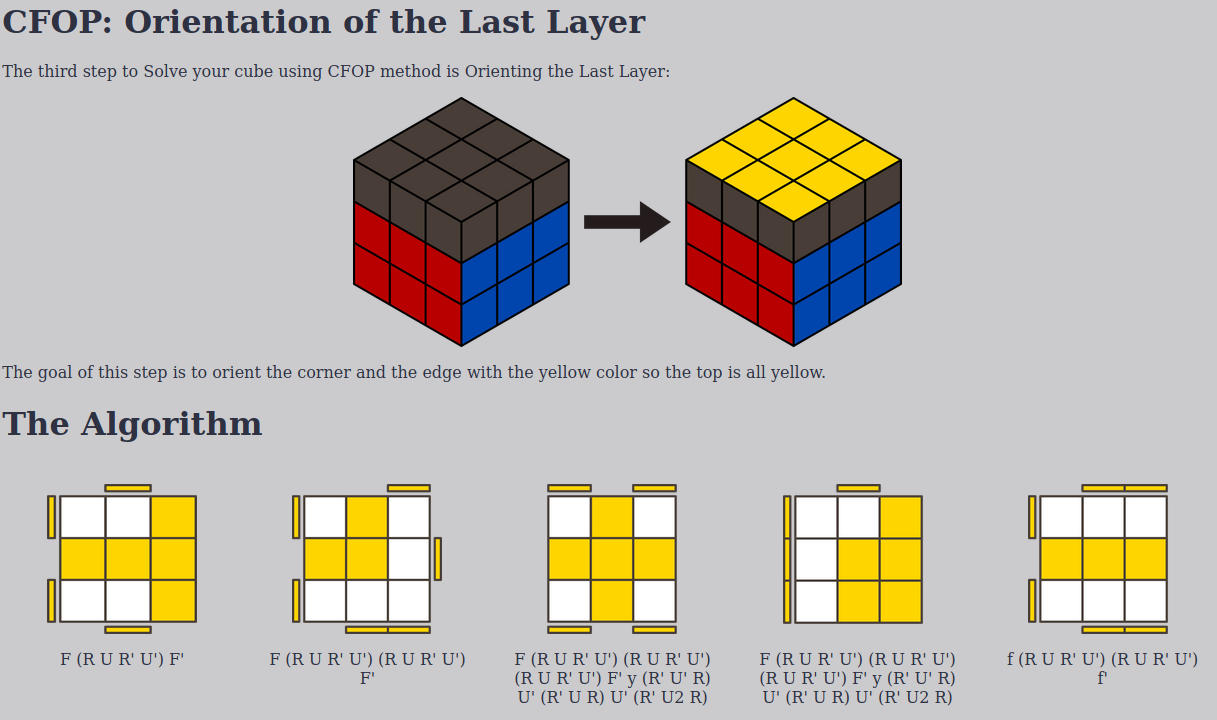 CFOP: Orientation of the Last Layer
The third step to Solve your cube using CFOP method is Orienting the Last Layer:
The goal of this step is to orient the corner and the edge with the yellow color so the top is all yellow.
The Algorithm
F (R U R' U') F'
F (R U R' U') (R U R' U')
F'
F (R U R' U') (R U R' U')
(R U R' U') F' y (R' U' R)
U' (R' U R) U' (R' U2 R)
F (R U R' U') (R U R' U')
(R U R' U') F' y (R' U' R)
U' (R' U R) U' (R' U2 R)
f (R U R' U') (R U R' U')
f'